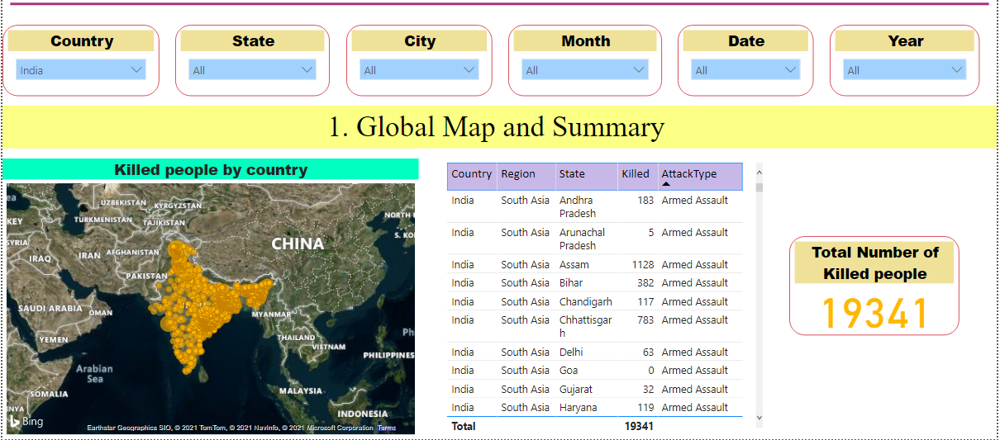 Country State City Month Date Year
India All All All All All
1. Global Map and Summary
Killed people by country
UZBEKISTAN
KYRGYZSTAN
TURKMENISTAN
TAJIKISTAN
NORTH
KEY
SYRIA
IRAQ
IRAN
AFGHANISTAN
CHINA
S. KO
PAKISTAN
SAUDI ARABIA
OMAN
MYANMAR
YEMEN
THAILAND
VIETNAM
Ph
PHILIPPINES
Arabian
Sea
SOMALIA
MALAYSIA
ENYA
INDONESIA
Bing
Earthstar Geographics SIO, © 2021 TomTom, © 2021 NavInfo, © 2021 Microsoft Corporation Terms
Country Region State Killed AttackType
India South Asia Andhra Pradesh 183 Armed Assault
India South Asia Arunachal Pradesh 5 Armed Assault
India South Asia Assam 1128 Armed Assault
India South Asia Bihar 382 Armed Assault
India South Asia Chandigarh 117 Armed Assault
India South Asia Chhattisgarh 783 Armed Assault
India South Asia Delhi 63 Armed Assault
India South Asia Goa 0 Armed Assault
India South Asia Gujarat 32 Armed Assault
India South Asia Haryana 119 Armed Assault
Total 19341
Total Number of
Killed people
19341